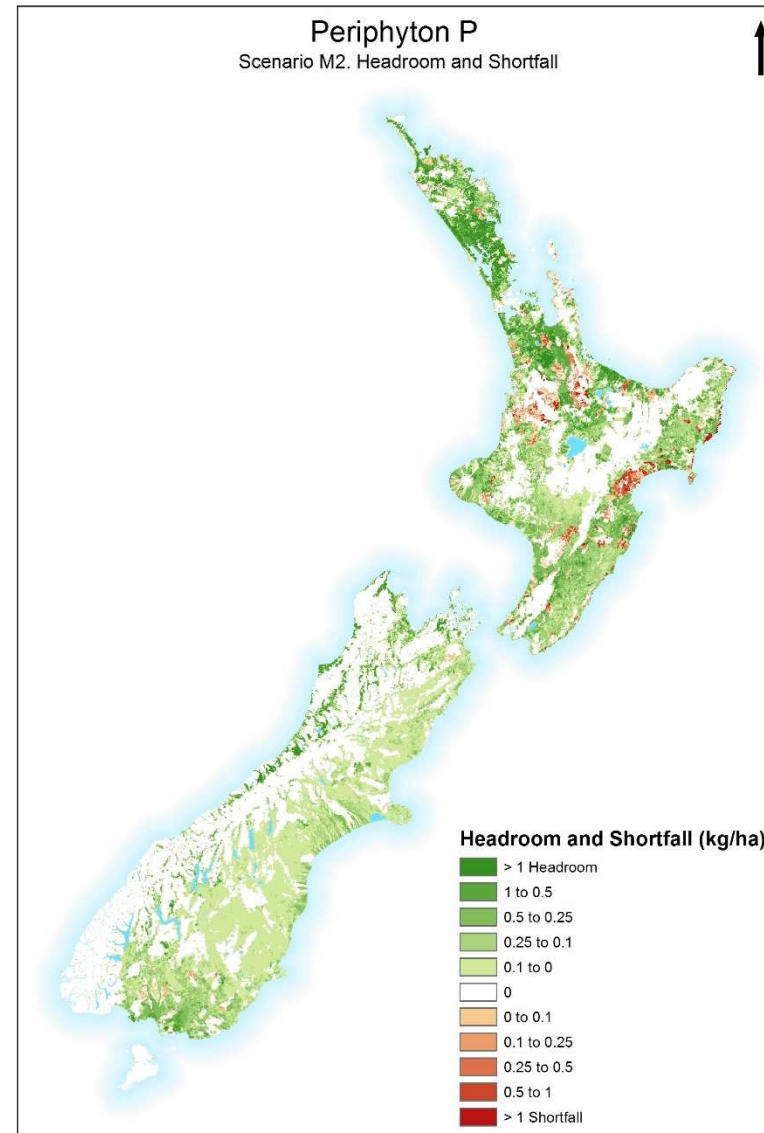 Periphyton P
Scenario M2. Headroom and Shortfall
Headroom and Shortfall (kg/ha)
> 1 Headroom
1 to 0.5
0.5 to 0.25
0.25 to 0.1
0.1 to 0
0
0 to 0.1
0.1 to 0.25
0.25 to 0.5
0.5 to 1
> 1 Shortfall